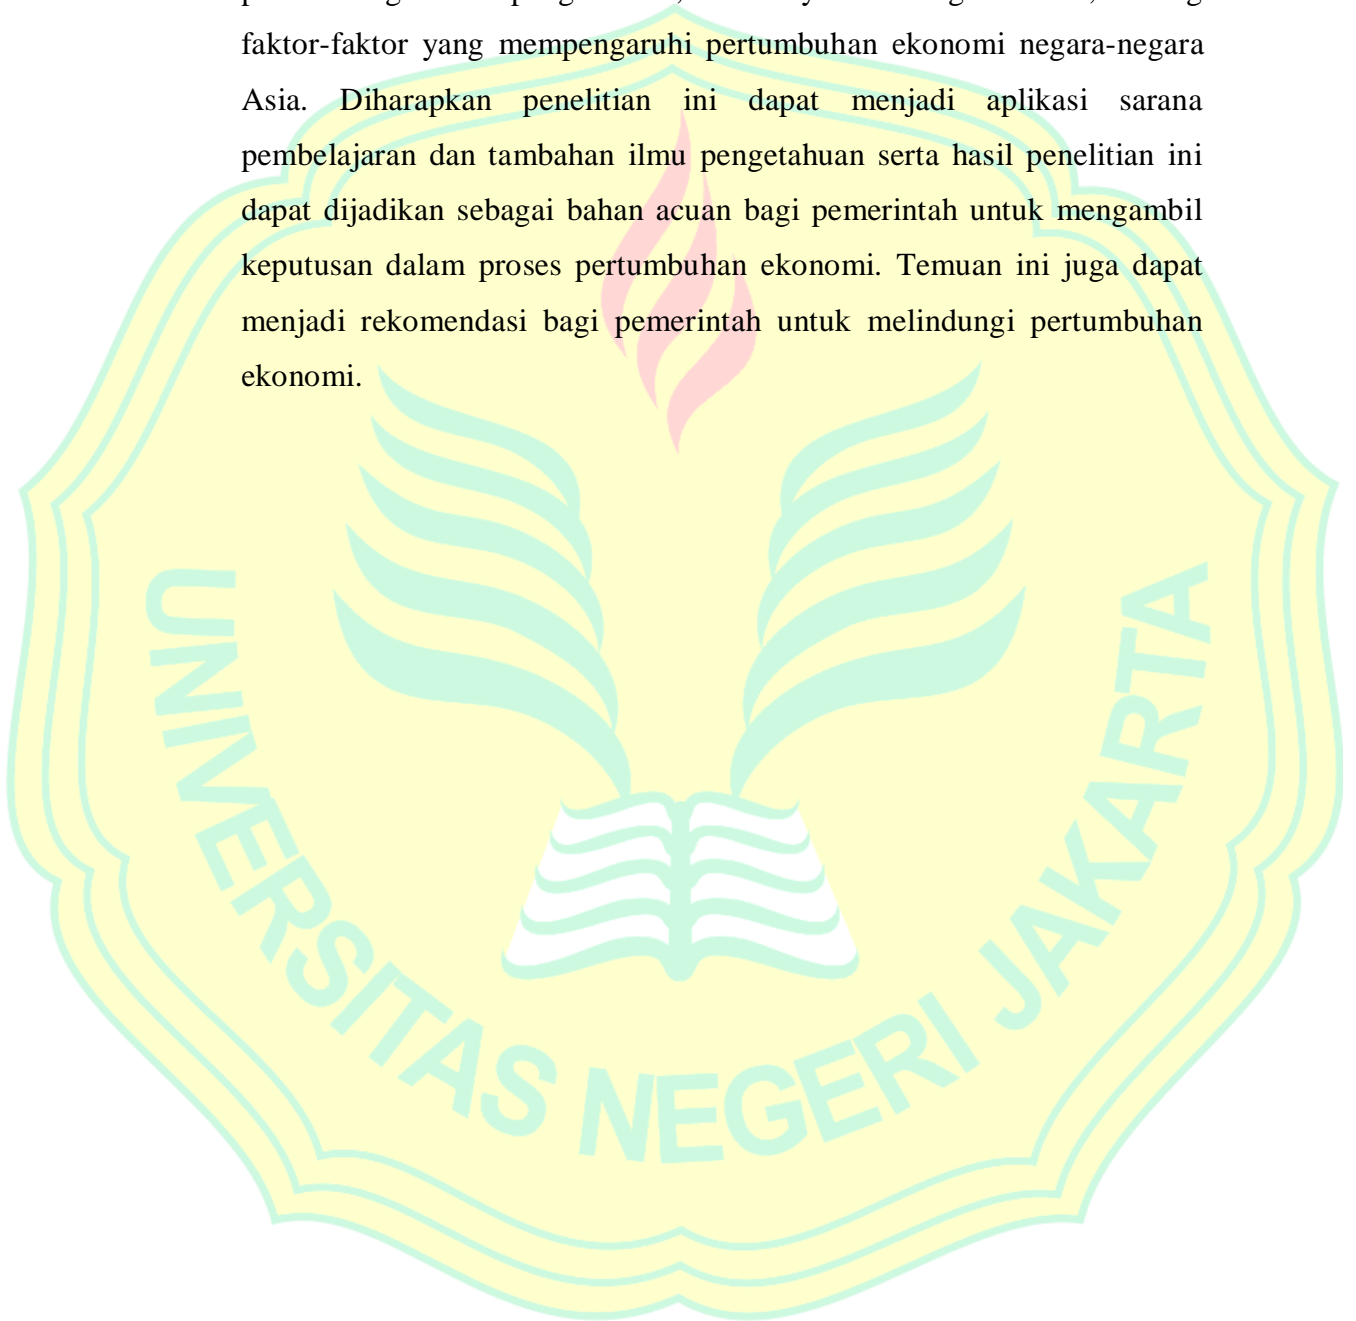 faktor-faktor yang mempengaruhi pertumbuhan ekonomi negara-negara
Asia. Diharapkan penelitian ini dapat menjadi aplikasi sarana
pembelajaran dan tambahan ilmu pengetahuan serta hasil penelitian ini
dapat dijadikan sebagai bahan acuan bagi pemerintah untuk mengambil
keputusan dalam proses pertumbuhan ekonomi. Temuan ini juga dapat
menjadi rekomendasi bagi pemerintah untuk melindungi pertumbuhan
ekonomi.
UNIVERSITAS NEGERI JAKARTA